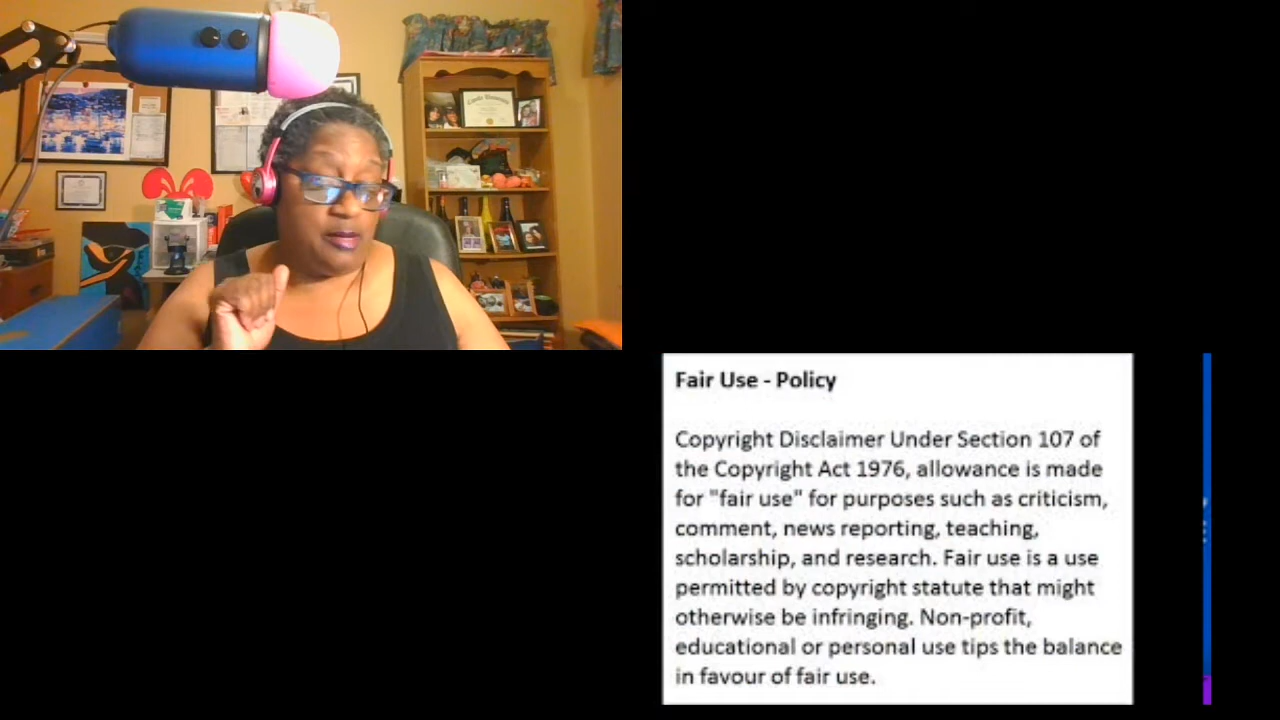 Fair Use - Policy
Copyright Disclaimer Under Section 107 of
the Copyright Act 1976, allowance is made
for "fair use" for purposes such as criticism,
comment, news reporting, teaching,
scholarship, and research. Fair use is a use
permitted by copyright statute that might
otherwise be infringing. Non-profit,
educational or personal use tips the balance
in favour of fair use.